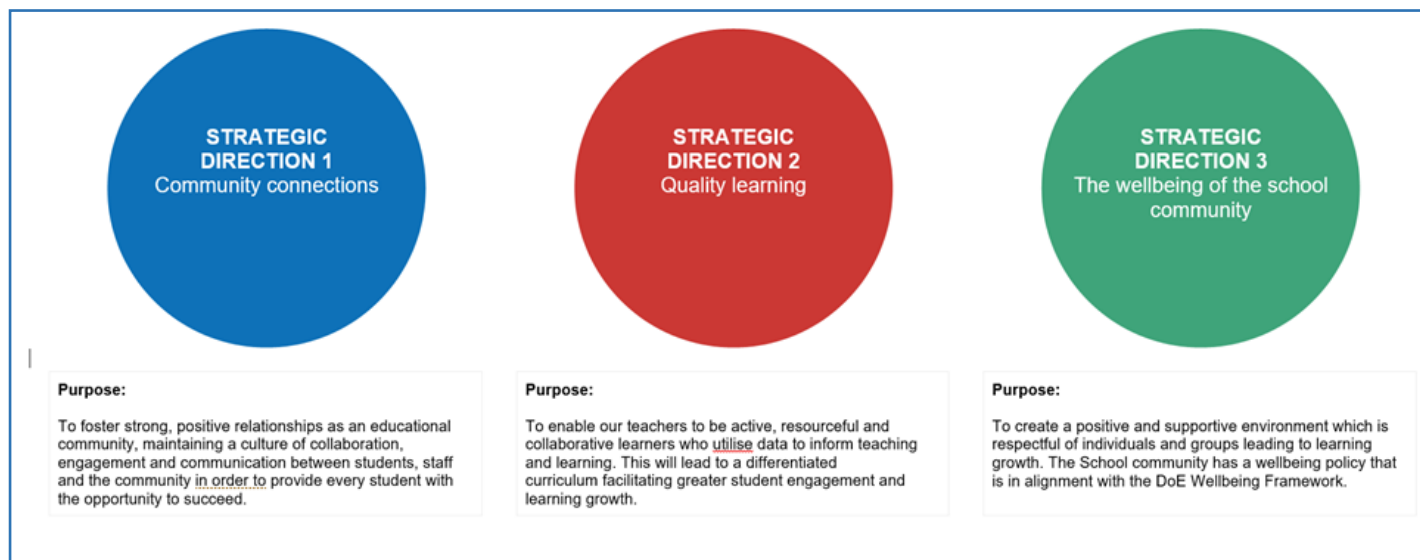 STRATEGIC
DIRECTION 1
Community connections
STRATEGIC
DIRECTION 2
Quality learning
STRATEGIC
DIRECTION 3
The wellbeing of the school
community
Purpose:
To foster strong, positive relationships as an educational
community, maintaining a culture of collaboration,
engagement and communication between students, staff
and the community in order to provide every student with
the opportunity to succeed.
Purpose:
To enable our teachers to be active, resourceful and
collaborative learners who utilise data to inform teaching
and learning. This will lead to a differentiated
curriculum facilitating greater student engagement and
learning growth.
Purpose:
To create a positive and supportive environment which is
respectful of individuals and groups leading to learning
growth. The School community has a wellbeing policy that
is in alignment with the DoE Wellbeing Framework.